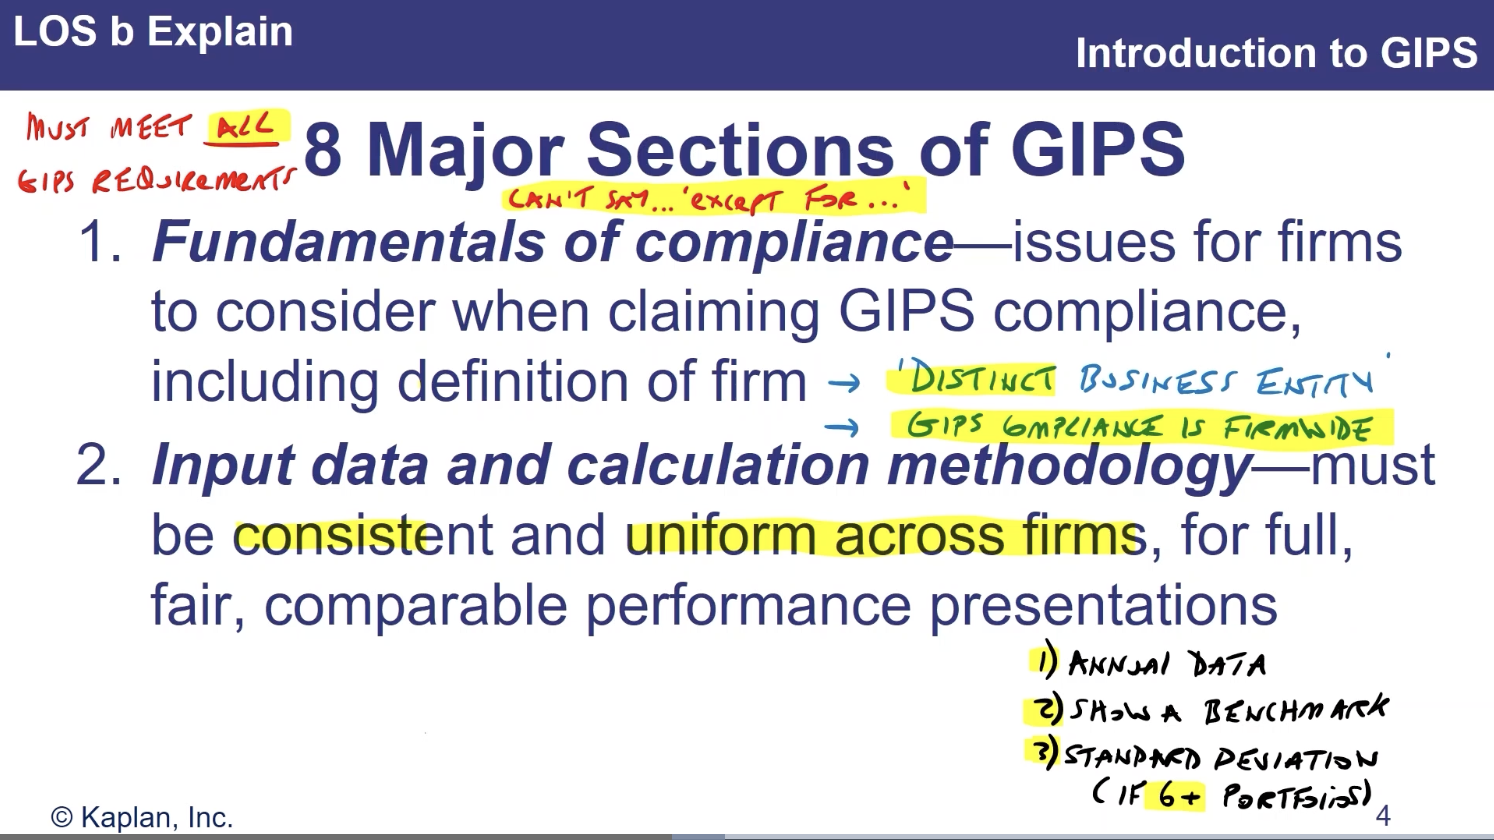 LOS b Explain
Introduction to GIPS
MUST MEET ALL
GIPS REQUIREMENTS
8 Major Sections of GIPS
CAN'T SAY... 'EXCEPT FOR...'
1. Fundamentals of compliance—issues for firms
to consider when claiming GIPS compliance,
including definition of firm → 'DISTINCT BUSINESS ENTITY'
→ GIPS COMPLIANCE IS FIRMWIDE
2. Input data and calculation methodology—must
be consistent and uniform across firms, for full,
fair, comparable performance presentations
1) ANNUAL DATA
2) SHOW A BENCHMARK
3) STANDARD DEVIATION
(IF 6+ PORTFOLIOS)
© Kaplan, Inc.
4